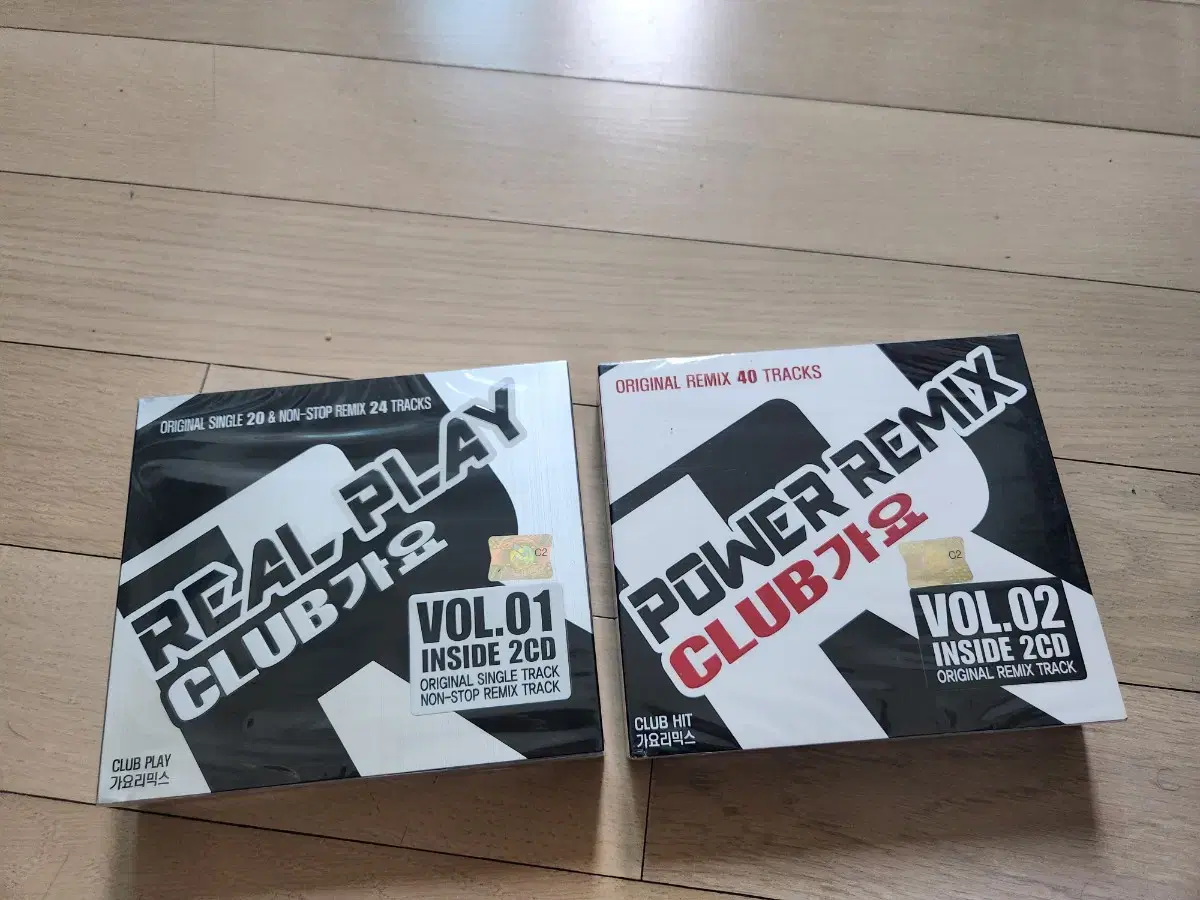 ORIGINAL SINGLE 20 & NON-STOP REMIX 24 TRACKS
REAL PLAY
CLUB가요
C2
VOL.01
INSIDE 2CD
ORIGINAL SINGLE TRACK
NON-STOP REMIX TRACK
CLUB PLAY
가요리믹스
ORIGINAL REMIX 40 TRACKS
POWER REMIX
CLUB가요
C2
VOL.02
INSIDE 2CD
ORIGINAL REMIX TRACK
CLUB HIT
가요리믹스